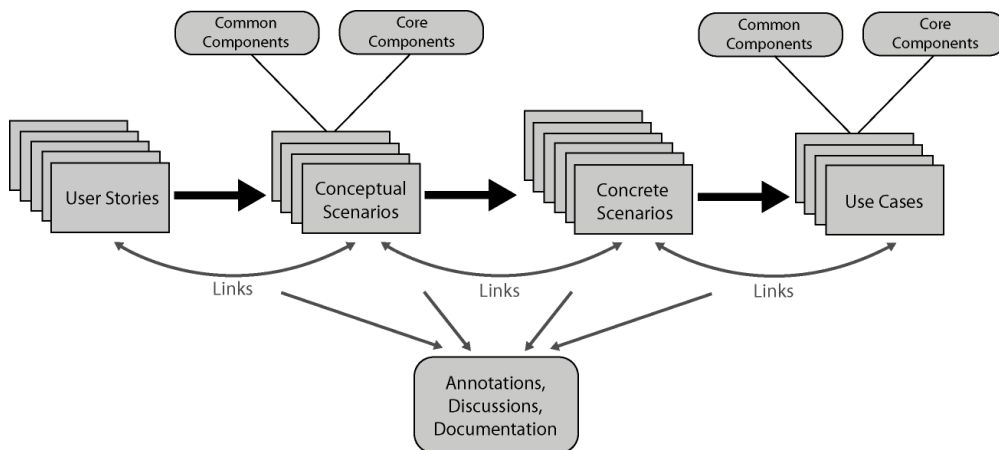 Common
Components
Core
Components
Common
Components
Core
Components
User Stories
Conceptual
Scenarios
Concrete
Scenarios
Use Cases
Links
Links
Links
Annotations,
Discussions,
Documentation